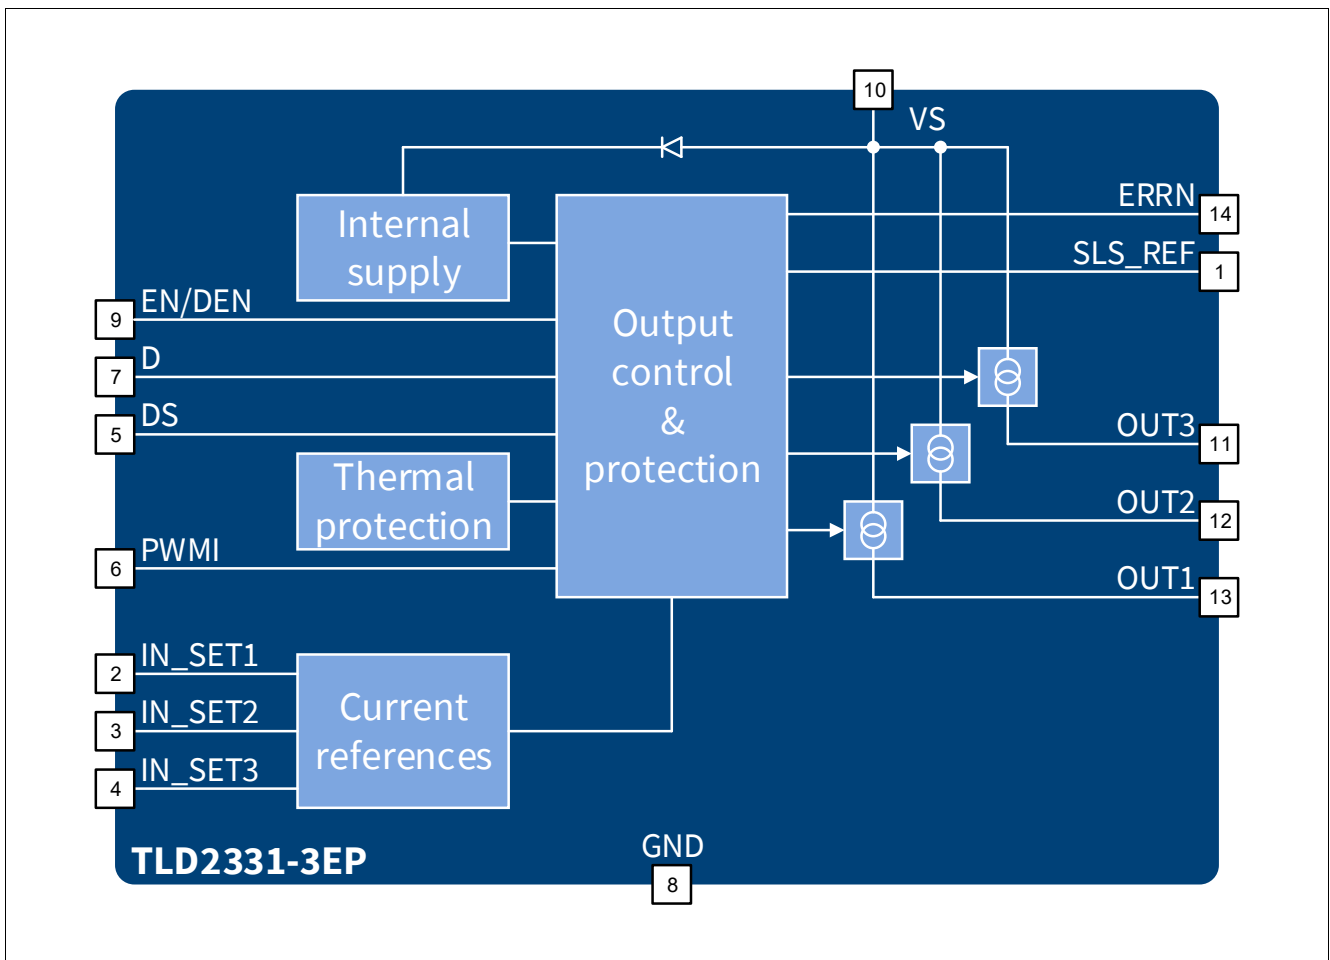 10
VS
ERRN
14
Internal
supply
SLS_REF
1
EN/DEN
9
Output
control
&
protection
D
7
DS
5
OUT3
11
Thermal
protection
OUT2
12
PWMI
6
OUT1
13
IN_SET1
2
IN_SET2
3
IN_SET3
4
Current
references
TLD2331-3EP
GND
8